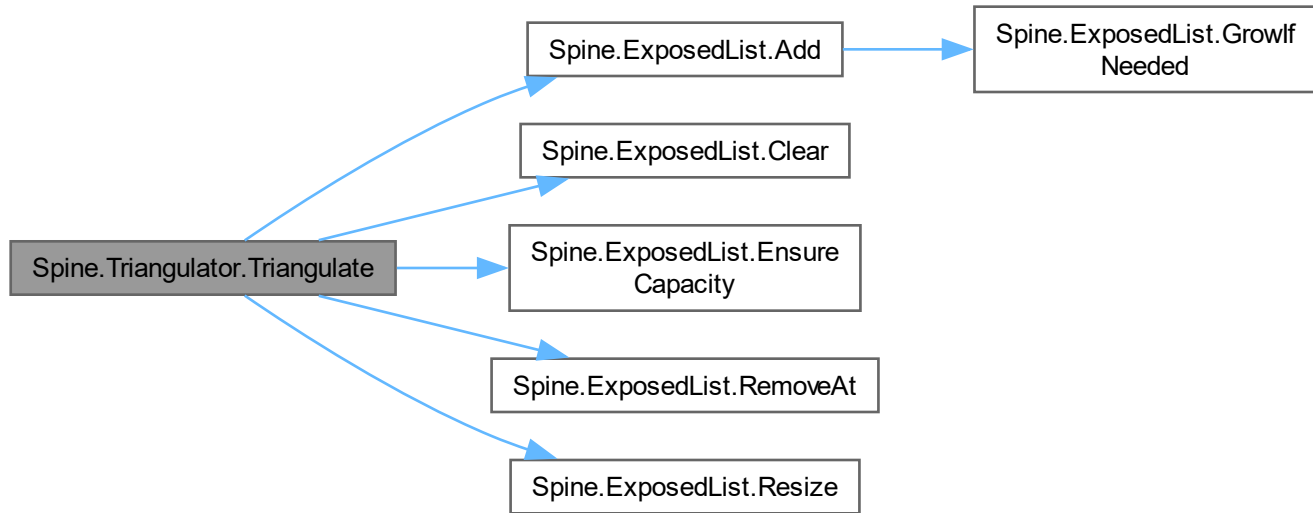 Spine.Triangulator.Triangulate
Spine.ExposedList.Add
Spine.ExposedList.GrowIf
Needed
Spine.ExposedList.Clear
Spine.ExposedList.Ensure
Capacity
Spine.ExposedList.RemoveAt
Spine.ExposedList.Resize